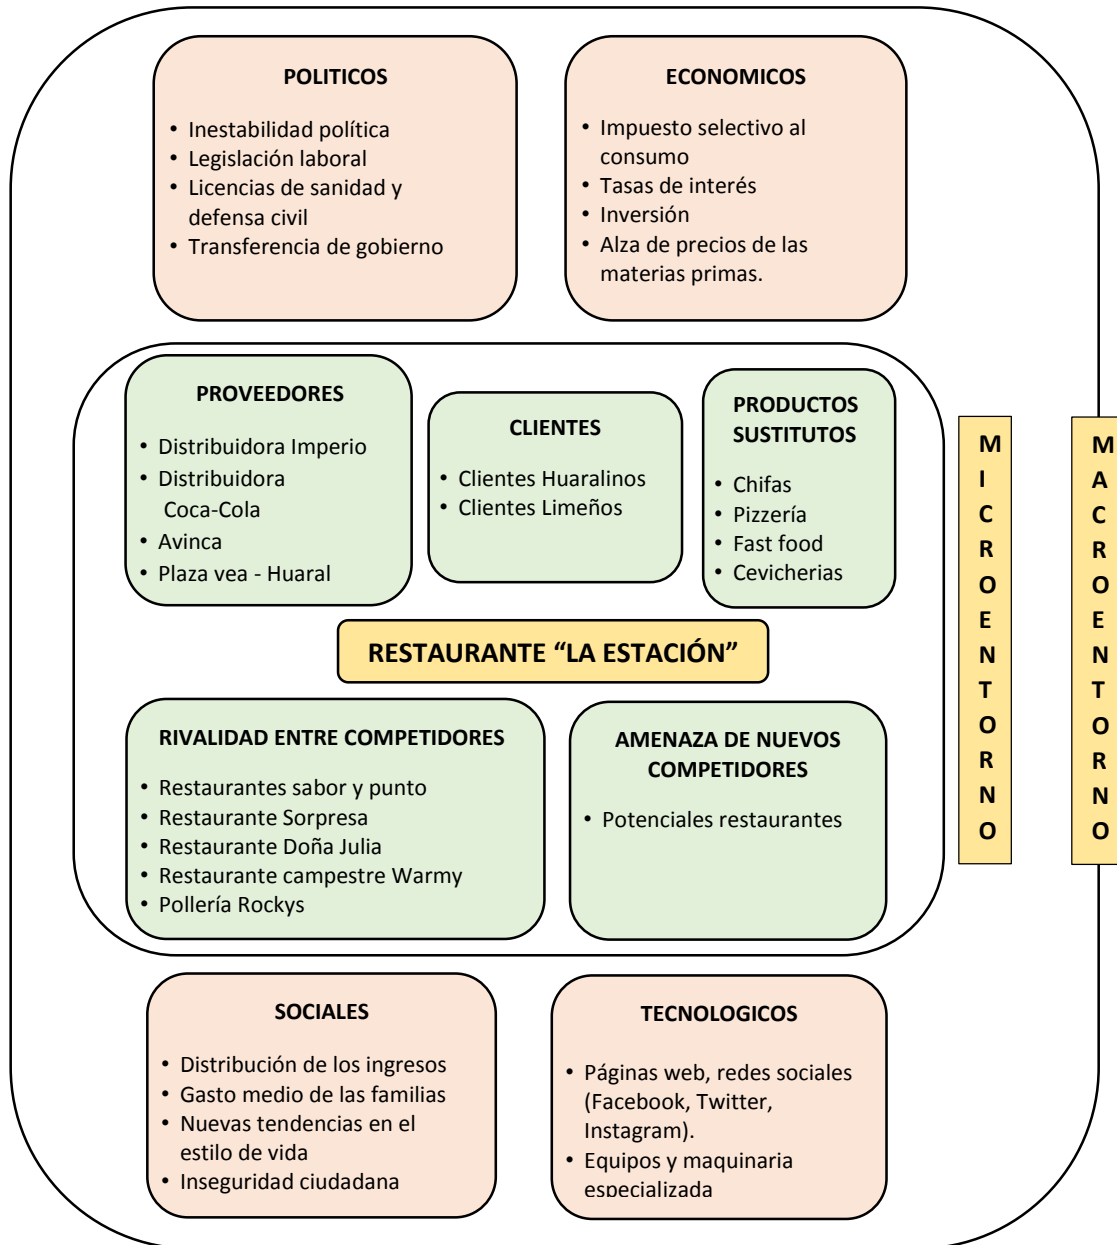 POLITICOS
• Inestabilidad política
• Legislación laboral
• Licencias de sanidad y
defensa civil
• Transferencia de gobierno
ECONOMICOS
• Impuesto selectivo al
consumo
• Tasas de interés
• Inversión
• Alza de precios de las
materias primas.
PROVEEDORES
• Distribuidora Imperio
• Distribuidora
Coca-Cola
• Avinca
• Plaza vea - Huaral
CLIENTES
• Clientes Huaralinos
• Clientes Limeños
PRODUCTOS
SUSTITUTOS
• Chifas
• Pizzería
• Fast food
• Cevicherias
RESTAURANTE “LA ESTACIÓN”
RIVALIDAD ENTRE COMPETIDORES
• Restaurantes sabor y punto
• Restaurante Sorpresa
• Restaurante Doña Julia
• Restaurante campestre Warmy
• Pollería Rockys
AMENAZA DE NUEVOS
COMPETIDORES
• Potenciales restaurantes
MICROENTORNO
MACROENTORNO
SOCIALES
• Distribución de los ingresos
• Gasto medio de las familias
• Nuevas tendencias en el
estilo de vida
• Inseguridad ciudadana
TECNOLOGICOS
• Páginas web, redes sociales
(Facebook, Twitter,
Instagram).
• Equipos y maquinaria
especializada